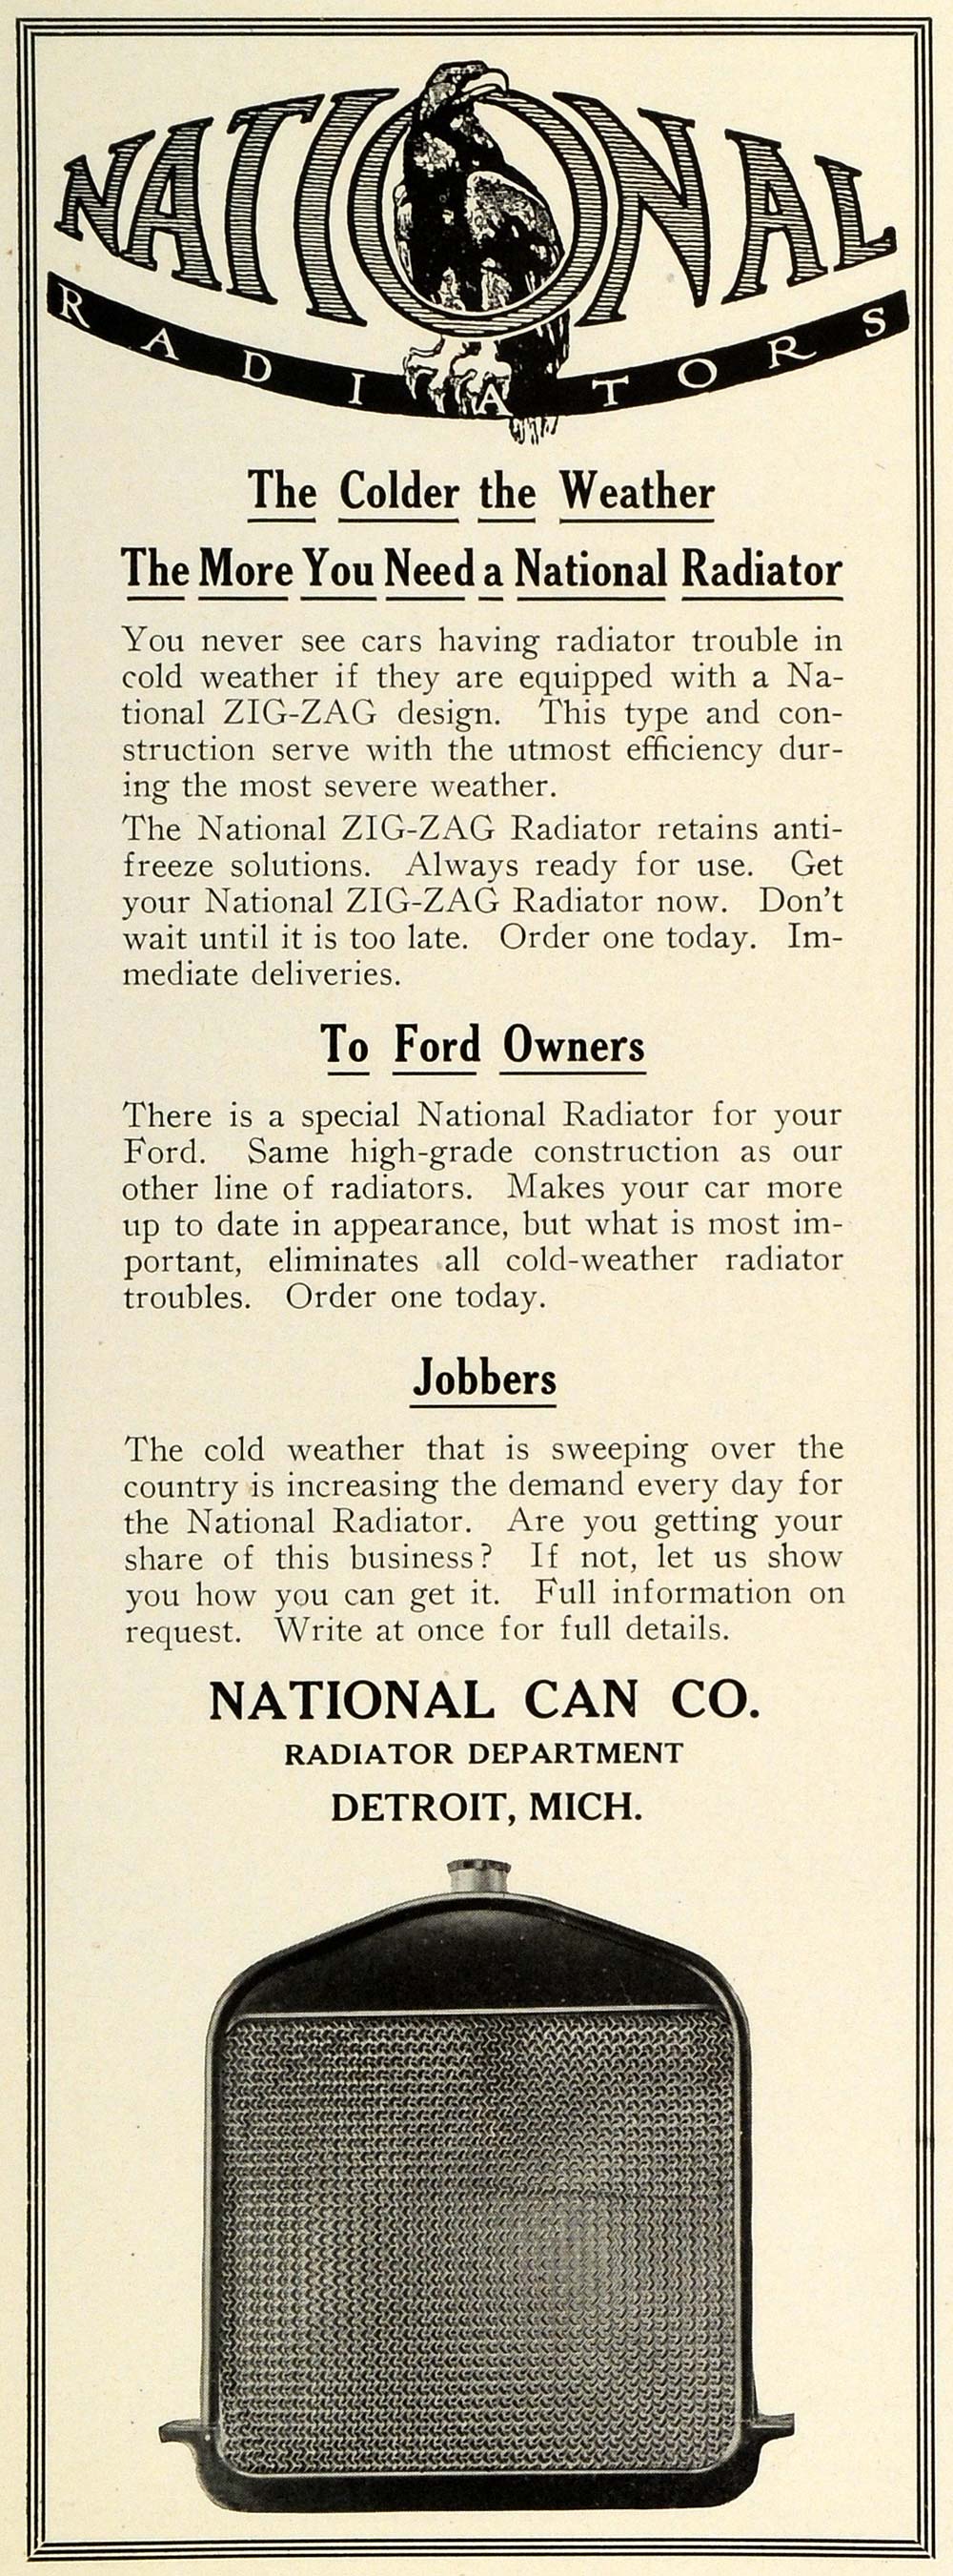 NATIONAL
RADIATORS
The Colder the Weather
The More You Need a National Radiator
You never see cars having radiator trouble in
cold weather if they are equipped with a Na-
tional ZIG-ZAG design. This type and con-
struction serve with the utmost efficiency dur-
ing the most severe weather.
The National ZIG-ZAG Radiator retains anti-
freeze solutions. Always ready for use. Get
your National ZIG-ZAG Radiator now. Don't
wait until it is too late. Order one today. Im-
mediate deliveries.
To Ford Owners
There is a special National Radiator for your
Ford. Same high-grade construction as our
other line of radiators. Makes your car more
up to date in appearance, but what is most im-
portant, eliminates all cold-weather radiator
troubles. Order one today.
Jobbers
The cold weather that is sweeping over the
country is increasing the demand every day for
the National Radiator. Are you getting your
share of this business? If not, let us show
you how you can get it. Full information on
request. Write at once for full details.
NATIONAL CAN CO.
RADIATOR DEPARTMENT
DETROIT, MICH.